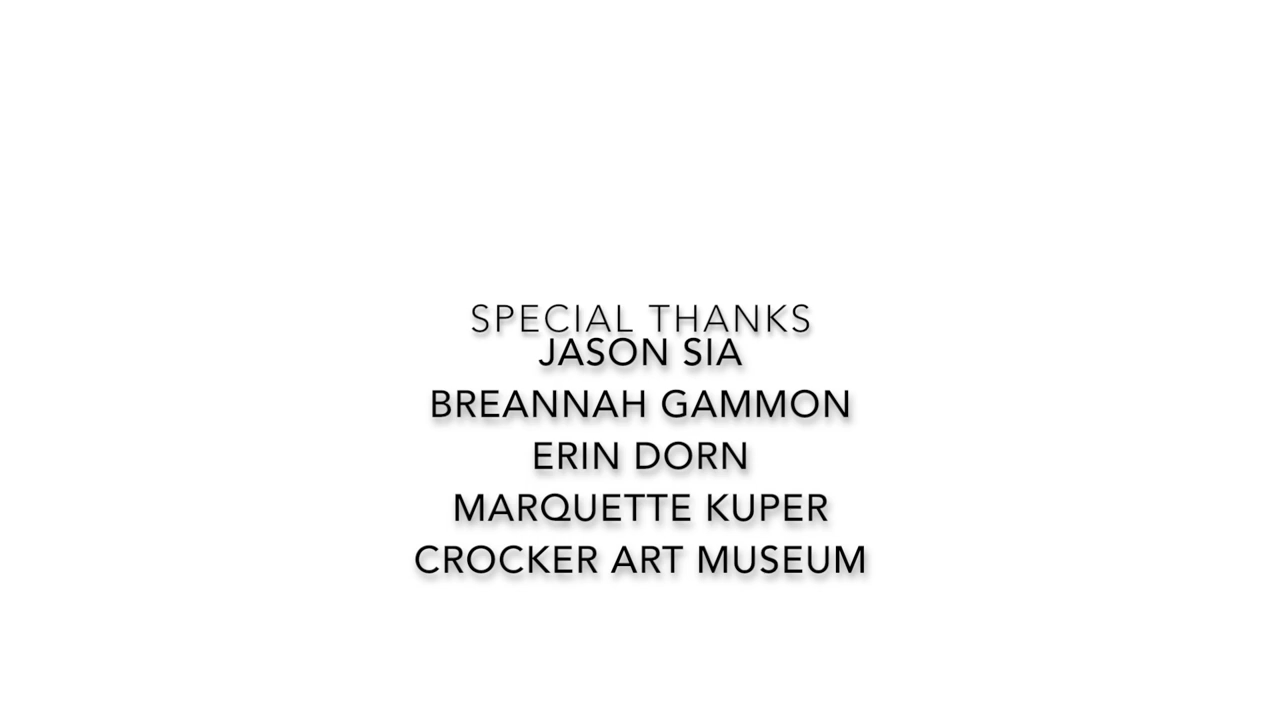 SPECIAL THANKS
JASON SIA
BREANNAH GAMMON
ERIN DORN
MARQUETTE KUPER
CROCKER ART MUSEUM